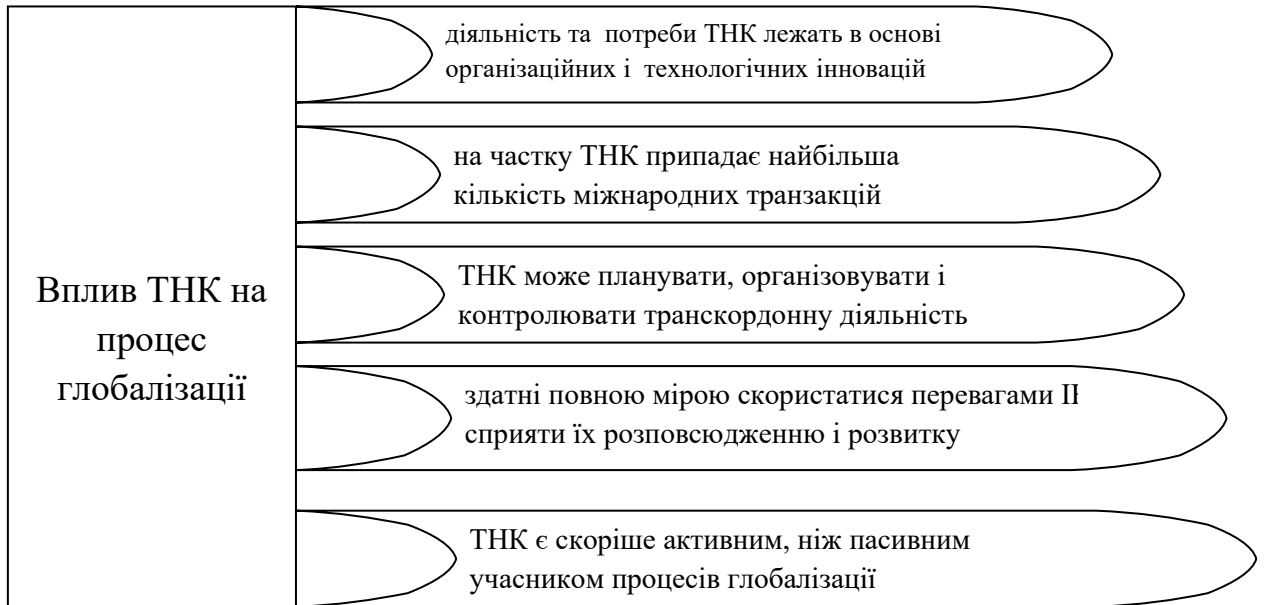 Вплив ТНК на
процес
глобалізації
діяльність та потреби ТНК лежать в основі
організаційних і технологічних інновацій
на частку ТНК припадає найбільша
кількість міжнародних транзакцій
ТНК може планувати, організовувати і
контролювати транскордонну діяльність
здатні повною мірою скористатися перевагами
сприяти їх розповсюдженню і розвитку
ТНК є скоріше активним, ніж пасивним
учасником процесів глобалізації